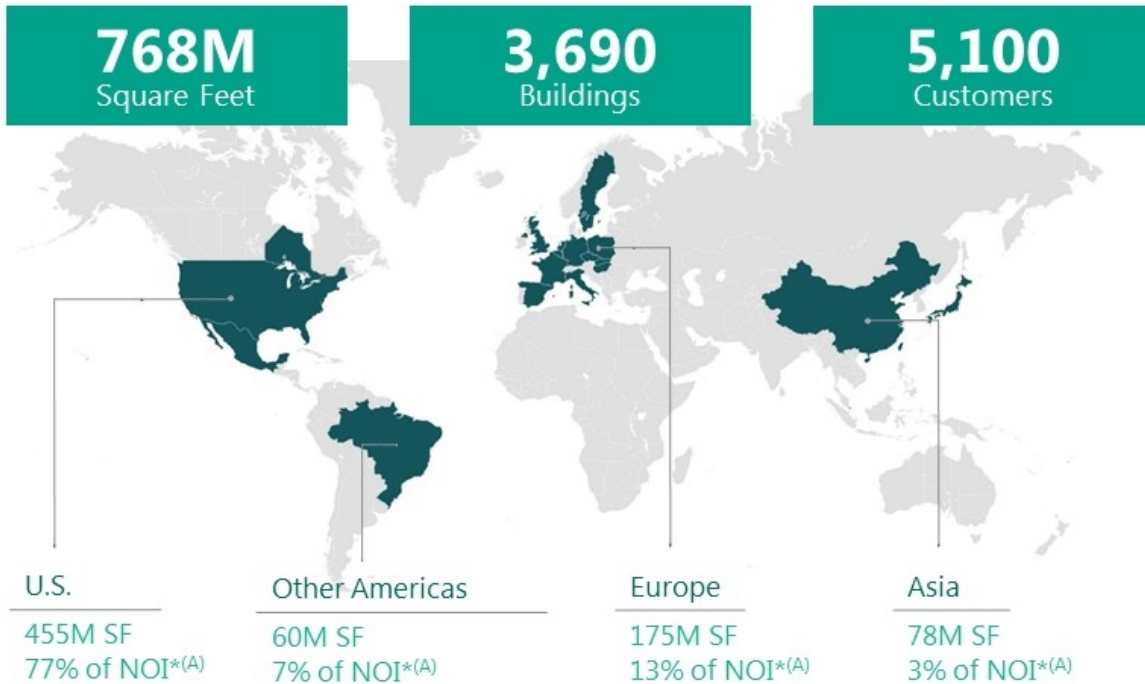 768M
Square Feet
3,690
Buildings
5,100
Customers
U.S.
455M SF
77% of NOI*(A)
Other Americas
60M SF
7% of NOI*(A)
Europe
175M SF
13% of NOI*(A)
Asia
78M SF
3% of NOI*(A)